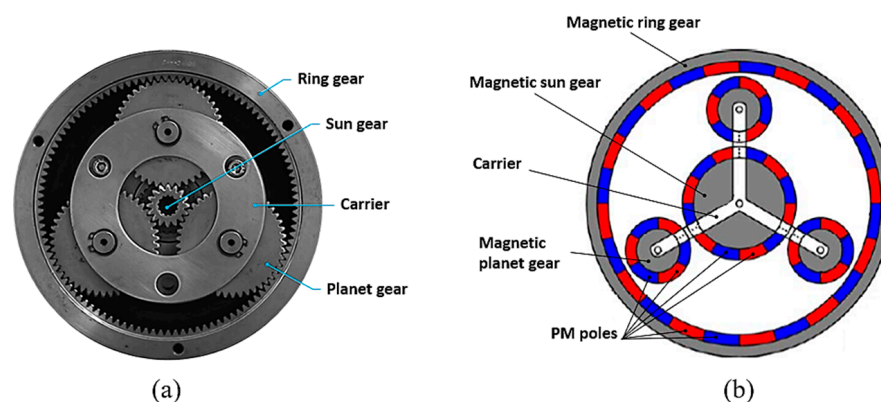 Ring gear
Sun gear
Carrier
Planet gear
(a)
Magnetic ring gear
Magnetic sun gear
Carrier
Magnetic
planet gear
PM poles
(b)